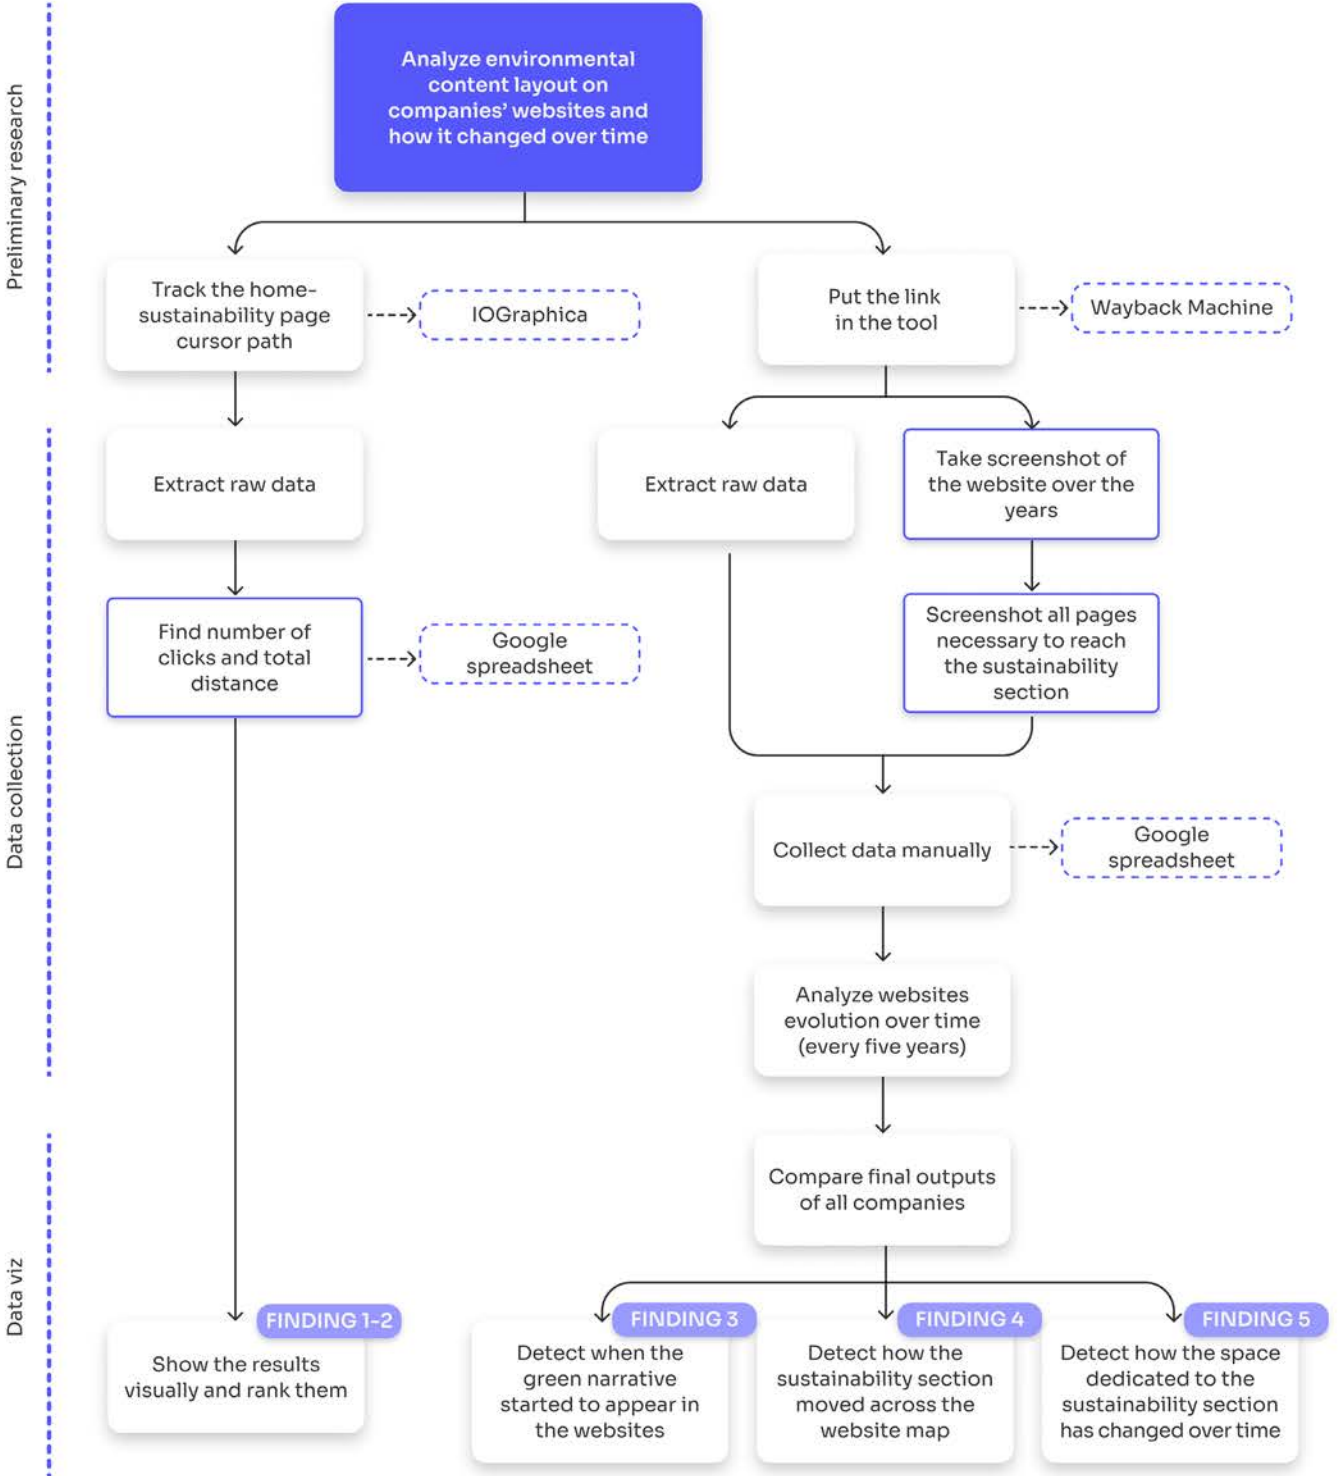 Preliminary research
Analyze environmental
content layout on
companies' websites and
how it changed over time
Track the home-
sustainability page
cursor path
IOGraphica
Put the link
in the tool
Wayback Machine
Data collection
Extract raw data
Extract raw data
Take screenshot of
the website over the
years
Find number of
clicks and total
distance
Google
spreadsheet
Screenshot all pages
necessary to reach
the sustainability
section
Collect data manually
Google
spreadsheet
Analyze websites
evolution over time
(every five years)
Data viz
Compare final outputs
of all companies
FINDING 1-2
Show the results
visually and rank them
FINDING 3
Detect when the
green narrative
started to appear in
the websites
FINDING 4
Detect how the
sustainability section
moved across the
website map
FINDING 5
Detect how the space
dedicated to the
sustainability section
has changed over time